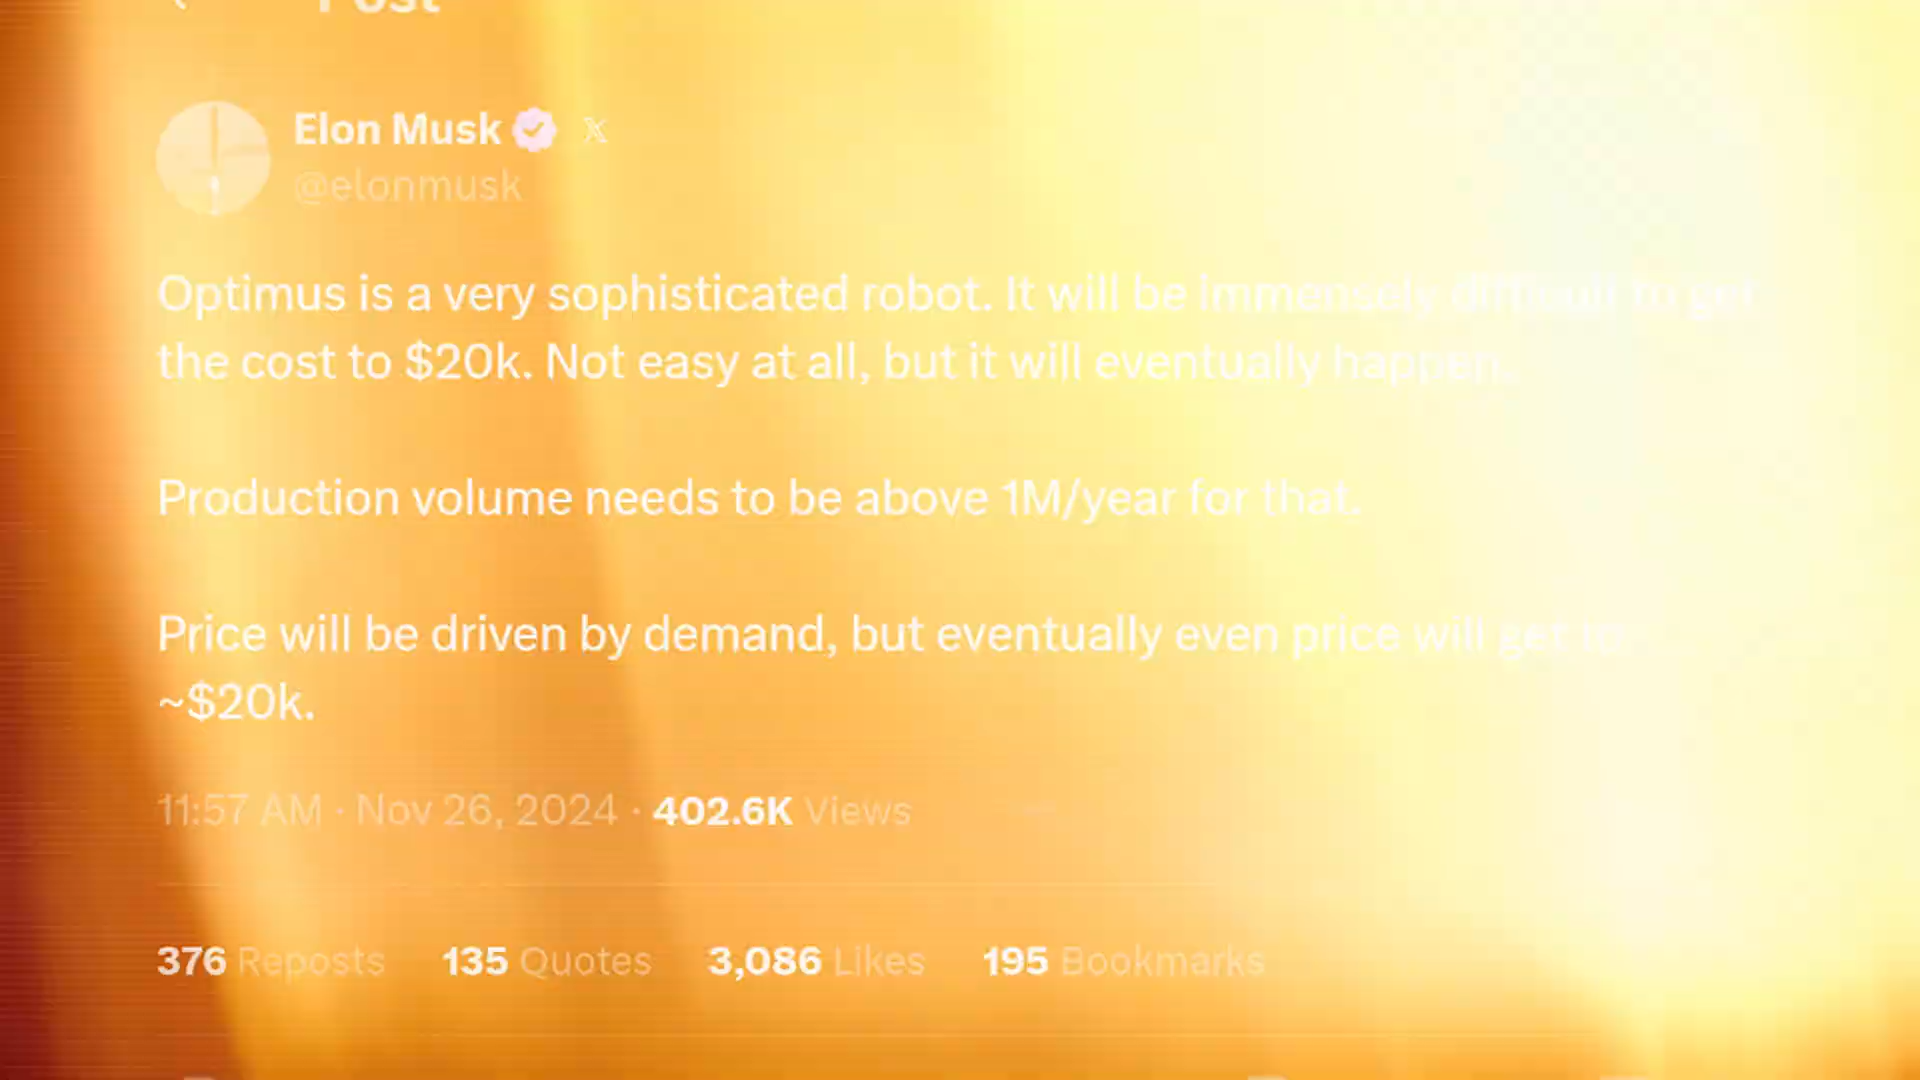 Post
Elon Musk
@elonmusk
Optimus is a very sophisticated robot. It will be immensely difficult to get
the cost to $20k. Not easy at all, but it will eventually happen.
Production volume needs to be above 1M/year for that.
Price will be driven by demand, but eventually even price will get to
~$20k.
11:57 AM · Nov 26, 2024 · 402.6K Views
376 Reposts 135 Quotes 3,086 Likes 195 Bookmarks